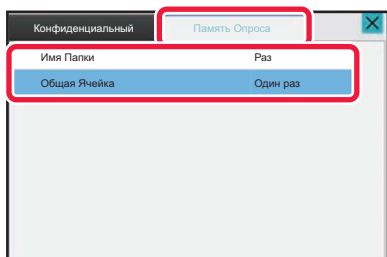 Конфиденциальный Память Опроса
Имя Папки Раз
Общая Ячейка Один раз